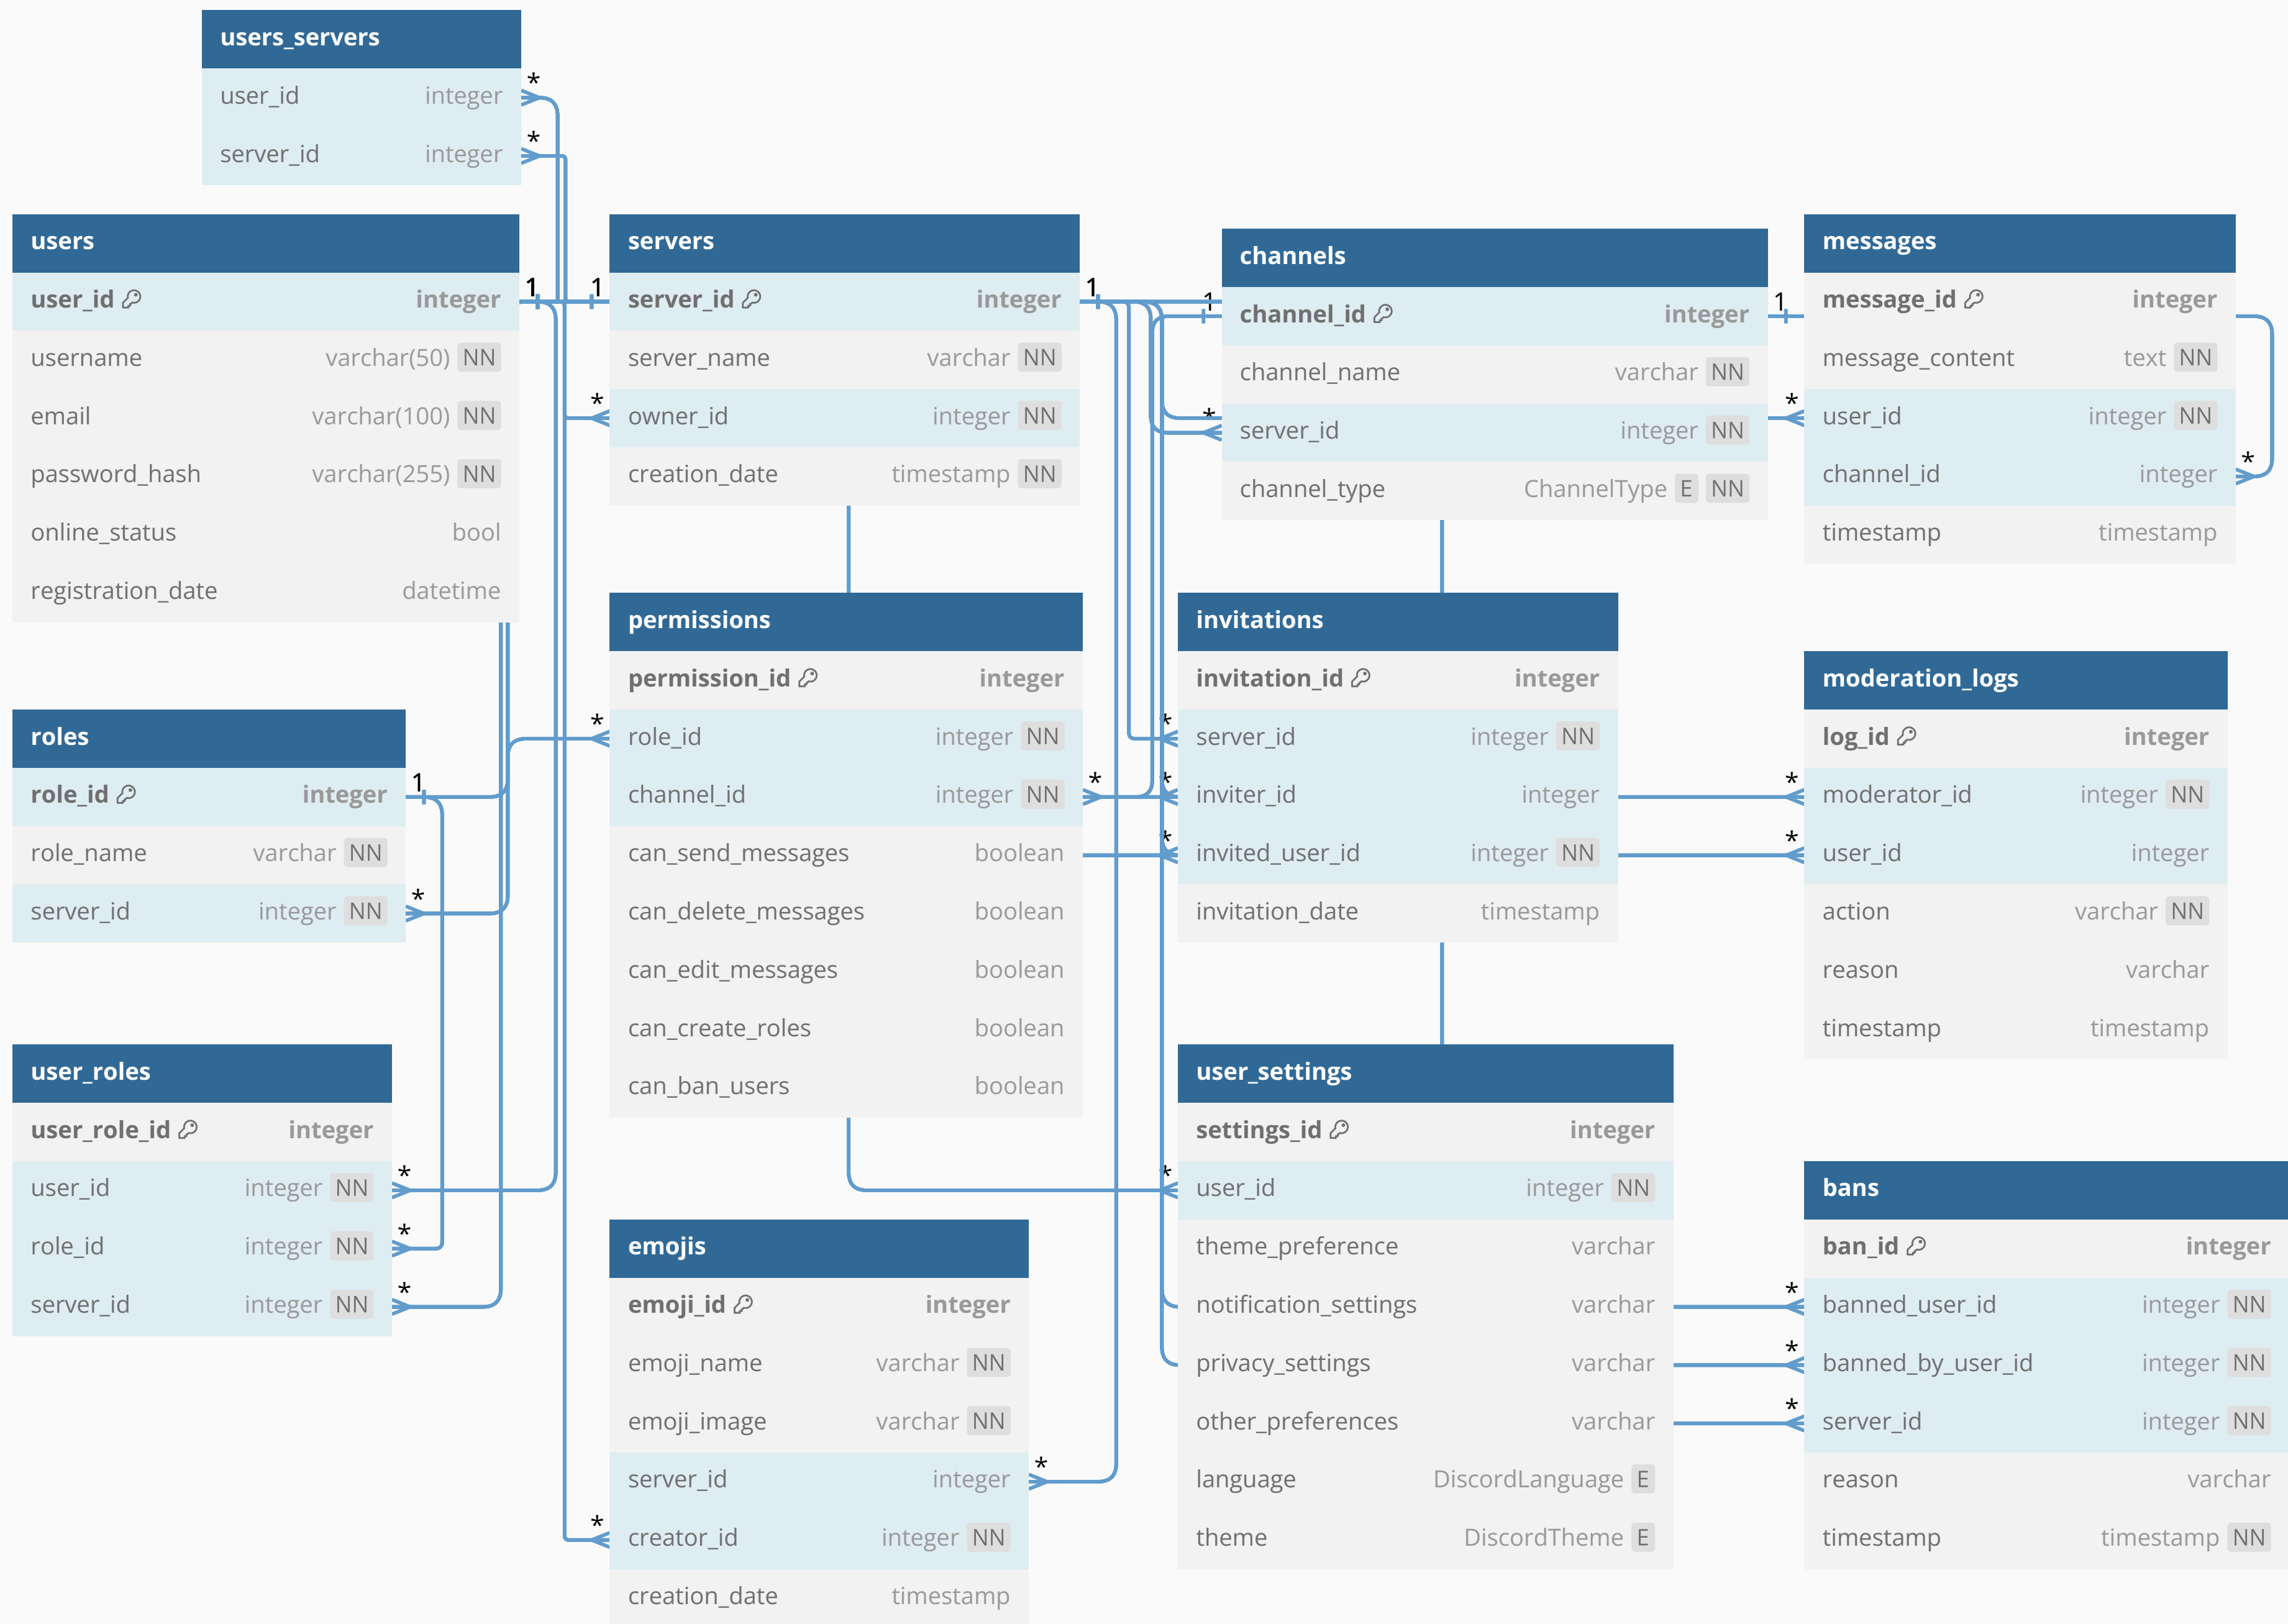 users_servers
user_id integer
server_id integer
users
user_id integer
username varchar(50) NN
email varchar(100) NN
password_hash varchar(255) NN
online_status bool
registration_date datetime
servers
server_id integer
server_name varchar NN
owner_id integer NN
creation_date timestamp NN
channels
channel_id integer
channel_name varchar NN
server_id integer NN
channel_type ChannelType E NN
messages
message_id integer
message_content text NN
user_id integer NN
channel_id integer
timestamp timestamp
roles
role_id integer
role_name varchar NN
server_id integer NN
permissions
permission_id integer
role_id integer NN
channel_id integer NN
can_send_messages boolean
can_delete_messages boolean
can_edit_messages boolean
can_create_roles boolean
can_ban_users boolean
invitations
invitation_id integer
server_id integer NN
inviter_id integer
invited_user_id integer NN
invitation_date timestamp
moderation_logs
log_id integer
moderator_id integer NN
user_id integer
action varchar NN
reason varchar
timestamp timestamp
user_roles
user_role_id integer
user_id integer NN
role_id integer NN
server_id integer NN
emojis
emoji_id integer
emoji_name varchar NN
emoji_image varchar NN
server_id integer
creator_id integer NN
creation_date timestamp
user_settings
settings_id integer
user_id integer NN
theme_preference varchar
notification_settings varchar
privacy_settings varchar
other_preferences varchar
language DiscordLanguage E
theme DiscordTheme E
bans
ban_id integer
banned_user_id integer NN
banned_by_user_id integer NN
server_id integer NN
reason varchar
timestamp timestamp NN